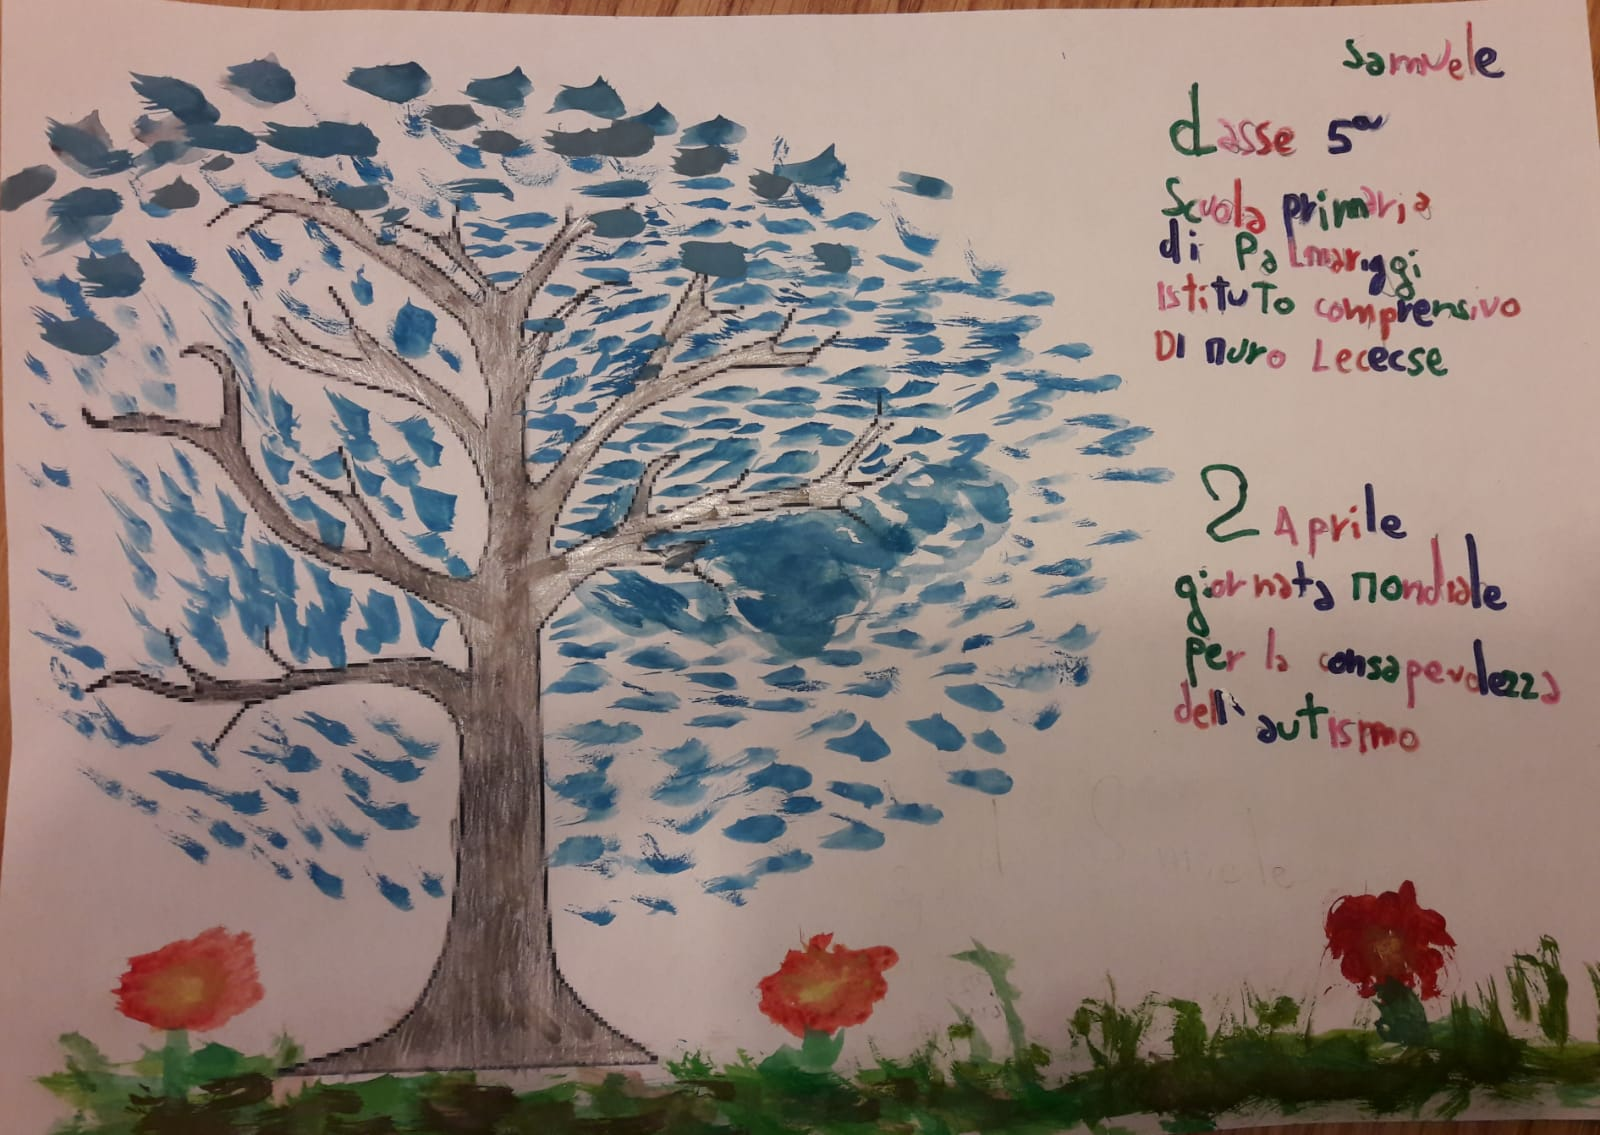 Samuele
classe 5a
Scuola primaria
di Palmariggi
istituto comprensivo
DI Muro Lececse
2 Aprile
giornata mondiale
per la consapevolezza
dell'autismo